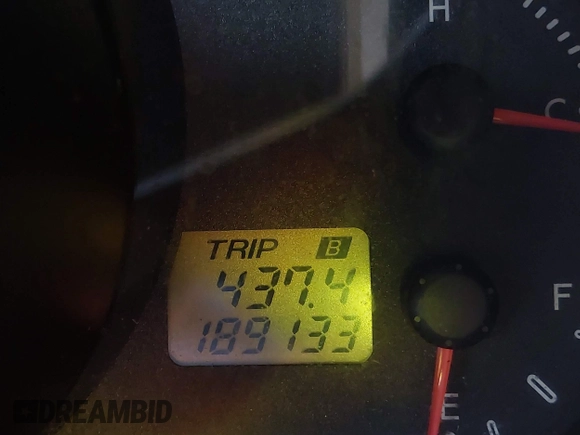 H
C
TRIP B
437.4
189133
F
E
DREAMBID